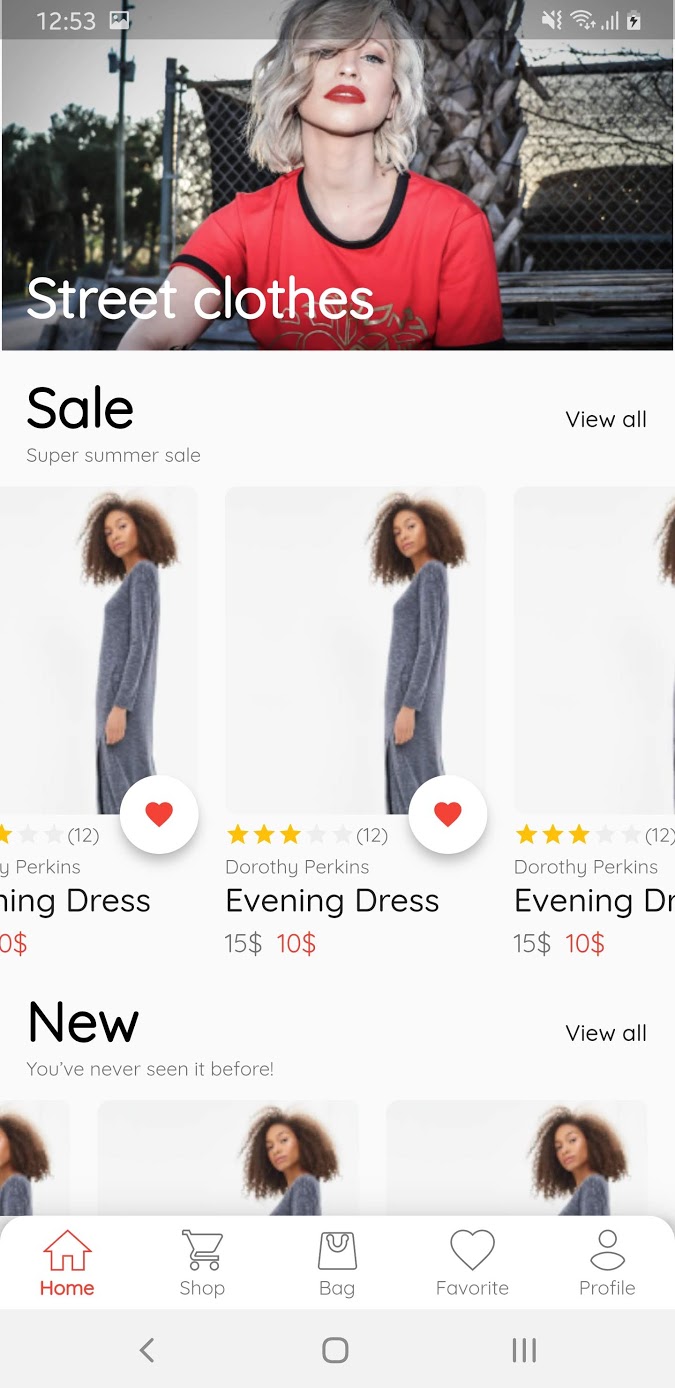 12:53
Street clothes
Sale
View all
Super summer sale
(12) (12) (12)
y Perkins Dorothy Perkins Dorothy Perkins
ning Dress Evening Dress Evening Dr
0$ 15$ 10$ 15$ 10$
New
View all
You've never seen it before!
Home Shop Bag Favorite Profile